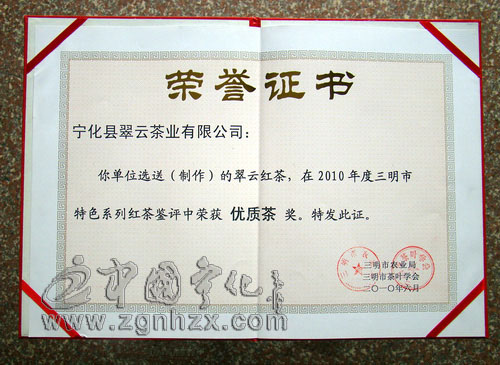 荣誉证书
宁化县翠云茶业有限公司：
你单位选送（制作）的翠云红茶，在2010年度三明市
特色系列红茶鉴评中荣获 优质茶 奖。特发此证。
三明市农业局
三明市茶叶学会
二〇一〇年六月
中国宁化
www.zgnhzx.com